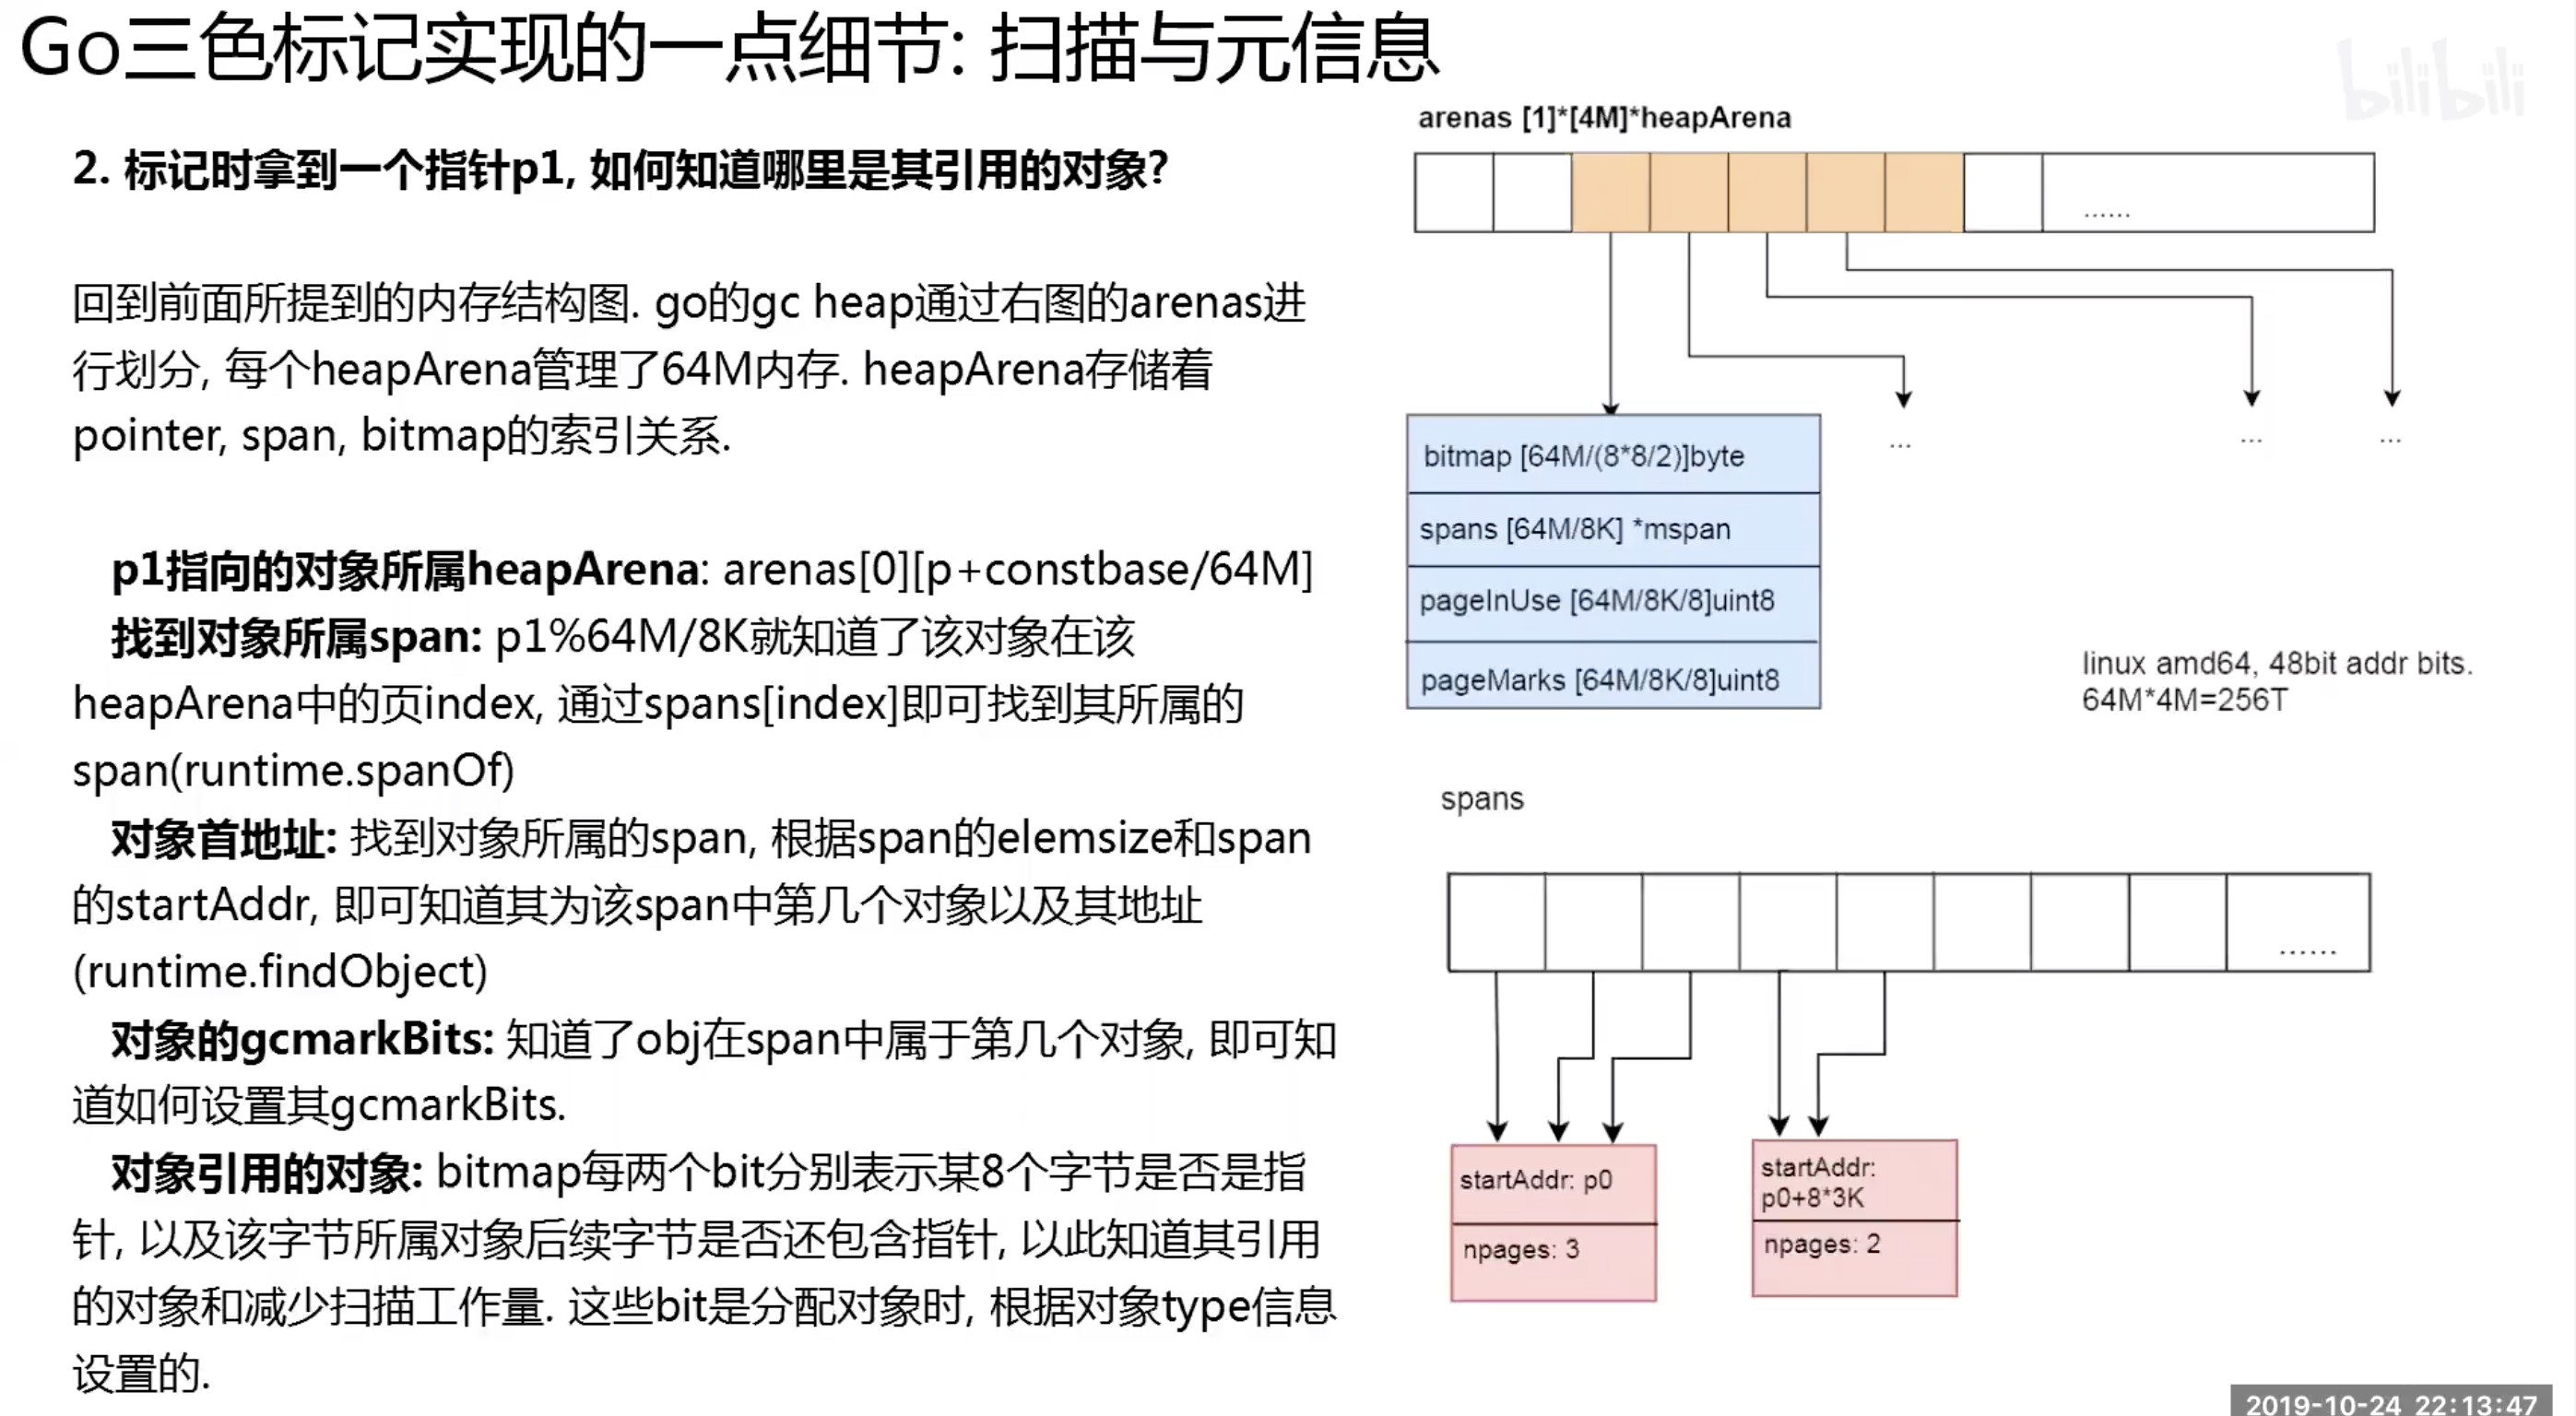 Go三色标记实现的一点细节: 扫描与元信息
bilibili
2. 标记时拿到一个指针p1, 如何知道哪里是其引用的对象?
回到前面所提到的内存结构图. go的gc heap通过右图的arenas进
行划分, 每个heapArena管理了64M内存. heapArena存储着
pointer, span, bitmap的索引关系.
p1指向的对象所属heapArena: arenas[0][p+constbase/64M]
找到对象所属span: p1%64M/8K就知道了该对象在该
heapArena中的页index, 通过spans[index]即可找到其所属的
span(runtime.spanOf)
对象首地址: 找到对象所属的span, 根据span的elemsize和span
的startAddr, 即可知道其为该span中第几个对象以及其地址
(runtime.findObject)
对象的gcmarkBits: 知道了obj在span中属于第几个对象, 即可知
道如何设置其gcmarkBits.
对象引用的对象: bitmap每两个bit分别表示某8个字节是否是指
针, 以及该字节所属对象后续字节是否还包含指针, 以此知道其引用
的对象和减少扫描工作量. 这些bit是分配对象时, 根据对象type信息
设置的.
arenas [1]*[4M]*heapArena
......
bitmap [64M/(8*8/2)]byte
spans [64M/8K] *mspan
pageInUse [64M/8K/8]uint8
pageMarks [64M/8K/8]uint8
...
...
...
linux amd64, 48bit addr bits.
64M*4M=256T
spans
......
startAddr: p0
npages: 3
startAddr:
p0+8*3K
npages: 2
2019-10-24 22:13:47